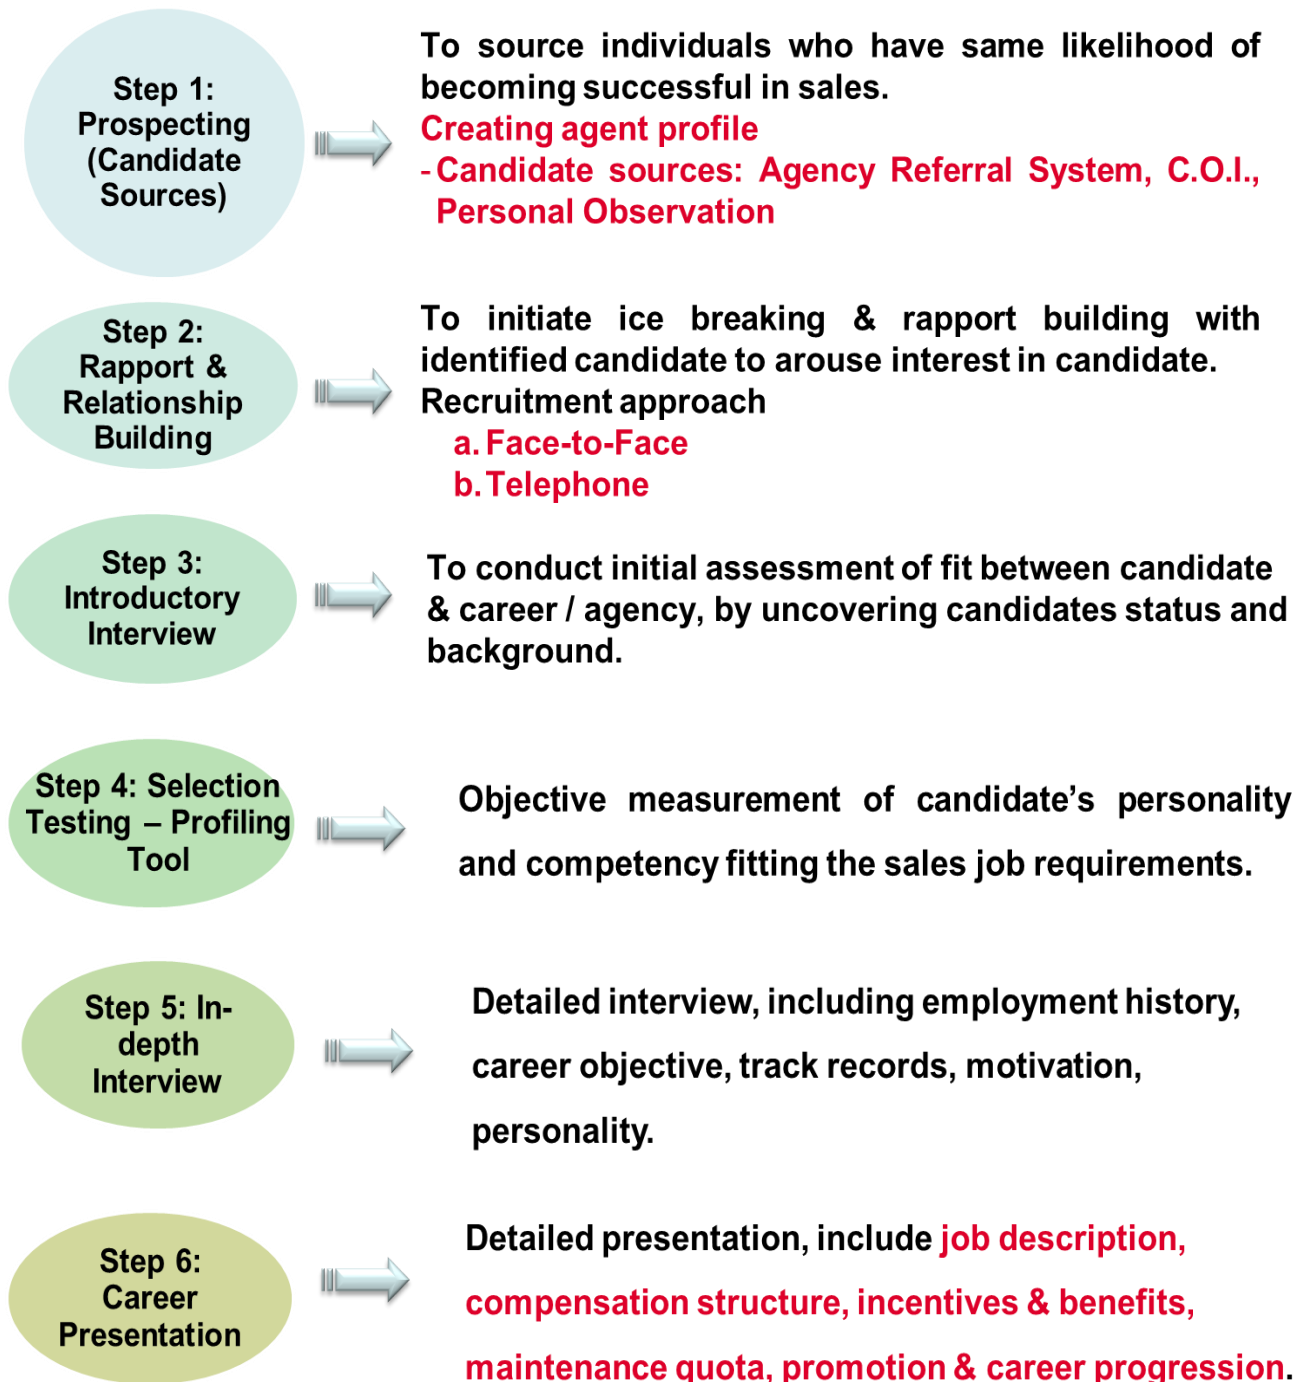 Step 1:
Prospecting
(Candidate
Sources)
To source individuals who have same likelihood of
becoming successful in sales.
Creating agent profile
- Candidate sources: Agency Referral System, C.O.I.,
Personal Observation
Step 2:
Rapport &
Relationship
Building
To initiate ice breaking & rapport building with
identified candidate to arouse interest in candidate.
Recruitment approach
a. Face-to-Face
b. Telephone
Step 3:
Introductory
Interview
To conduct initial assessment of fit between candidate
& career / agency, by uncovering candidates status and
background.
Step 4: Selection
Testing – Profiling
Tool
Objective measurement of candidate’s personality
and competency fitting the sales job requirements.
Step 5: In-
depth
Interview
Detailed interview, including employment history,
career objective, track records, motivation,
personality.
Step 6:
Career
Presentation
Detailed presentation, include job description,
compensation structure, incentives & benefits,
maintenance quota, promotion & career progression.